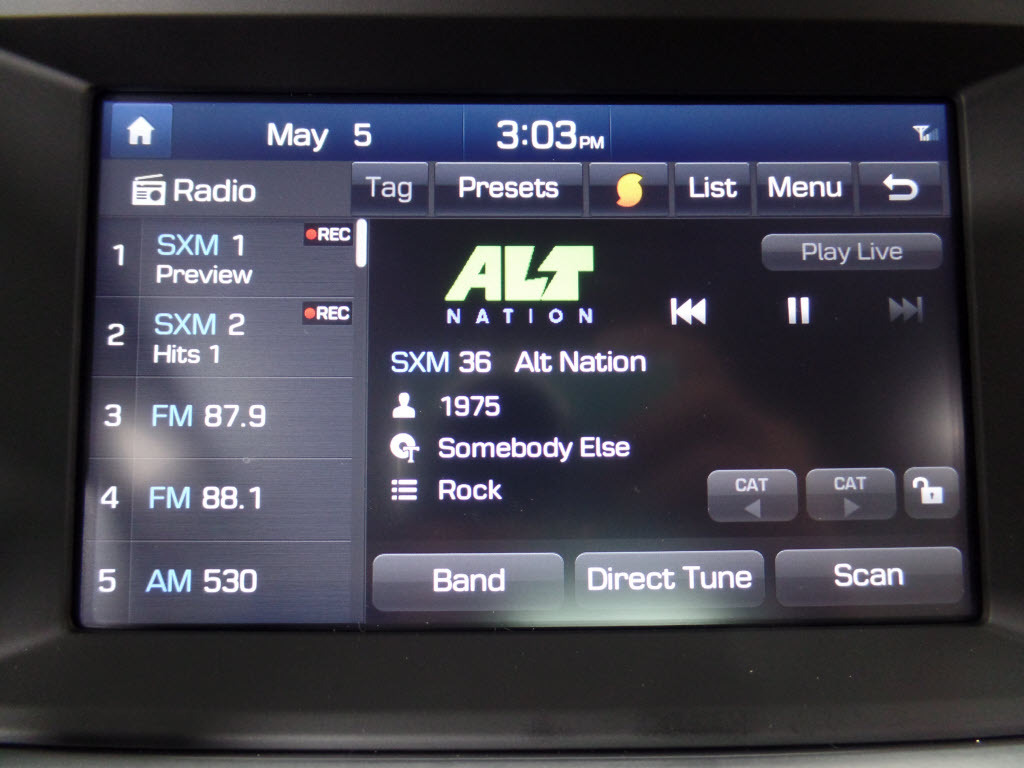 May 5 3:03PM
Radio Tag Presets List Menu
1 SXM 1 REC
Preview
2 SXM 2 REC
Hits 1
3 FM 87.9
4 FM 88.1
5 AM 530
ALT
NATION
Play Live
SXM 36 Alt Nation
1975
Somebody Else
Rock
CAT CAT
Band Direct Tune Scan